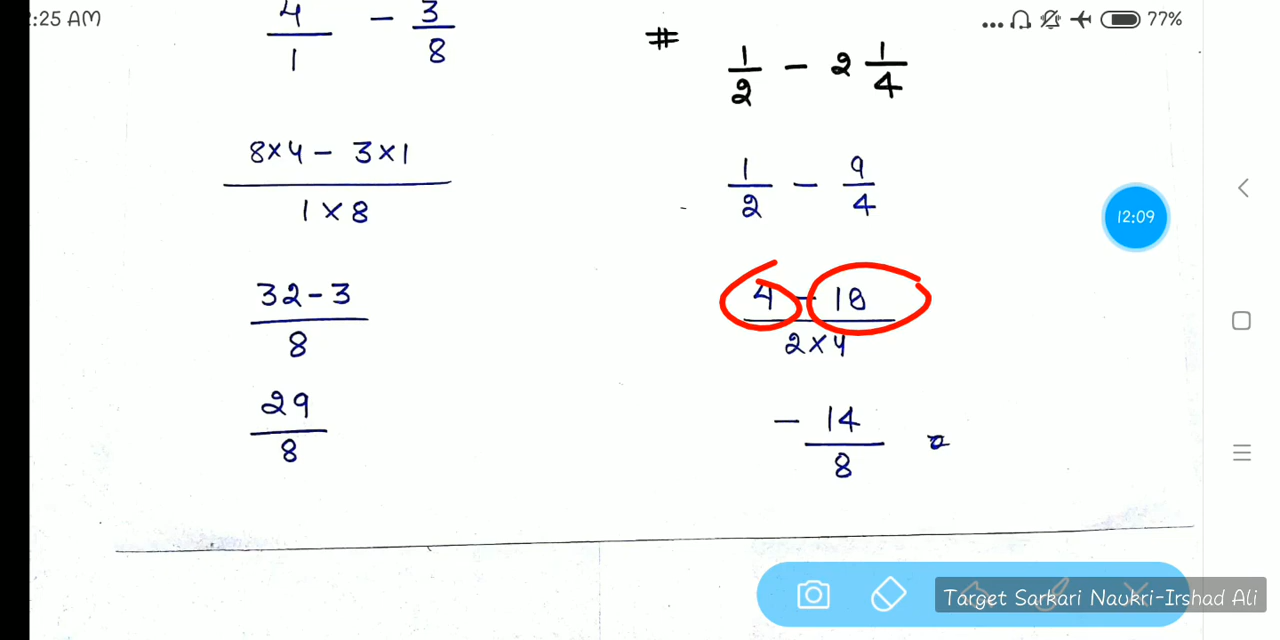 :25 AM
... 77%
4/1 - 3/8
8×4 - 3×1
1×8
32-3
8
29
8
#
1/2 - 2 1/4
1/2 - 9/4
4 - 18
2×4
- 14/8 =
12:09
Target Sarkari Naukri-Irshad Ali